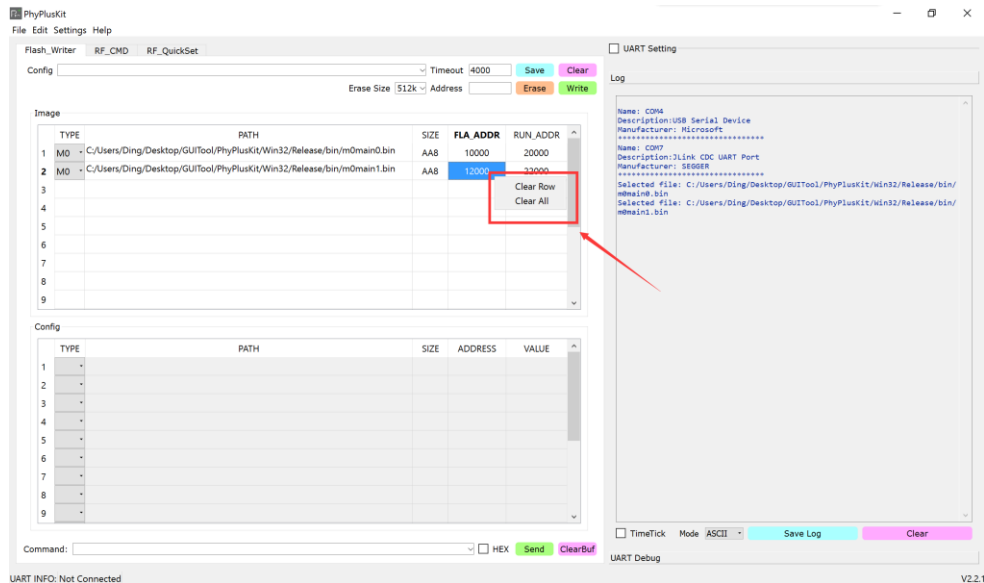 PhyPlusKit
File Edit Settings Help
Flash_Writer RF_CMD RF_QuickSet
Config Timeout 4000 Save Clear
Erase Size 512k Address Erase Write
Image
TYPE PATH SIZE FLA_ADDR RUN_ADDR
1 M0 C:/Users/Ding/Desktop/GUITool/PhyPlusKit/Win32/Release/bin/m0main0.bin AA8 10000 20000
2 M0 C:/Users/Ding/Desktop/GUITool/PhyPlusKit/Win32/Release/bin/m0main1.bin AA8 12000 22000
3 Clear Row
4 Clear All
5
6
7
8
9
Config
TYPE PATH SIZE ADDRESS VALUE
1
2
3
4
5
6
7
8
9
Command: HEX Send ClearBuf
UART INFO: Not Connected
UART Setting
Log
Name: COM4
Description:USB Serial Device
Manufacturer: Microsoft
********************************
Name: COM7
Description:JLink CDC UART Port
Manufacturer: SEGGER
********************************
Selected file: C:/Users/Ding/Desktop/GUITool/PhyPlusKit/Win32/Release/bin/
m0main0.bin
Selected file: C:/Users/Ding/Desktop/GUITool/PhyPlusKit/Win32/Release/bin/
m0main1.bin
TimeTick Mode ASCII Save Log Clear
UART Debug
V2.2.1